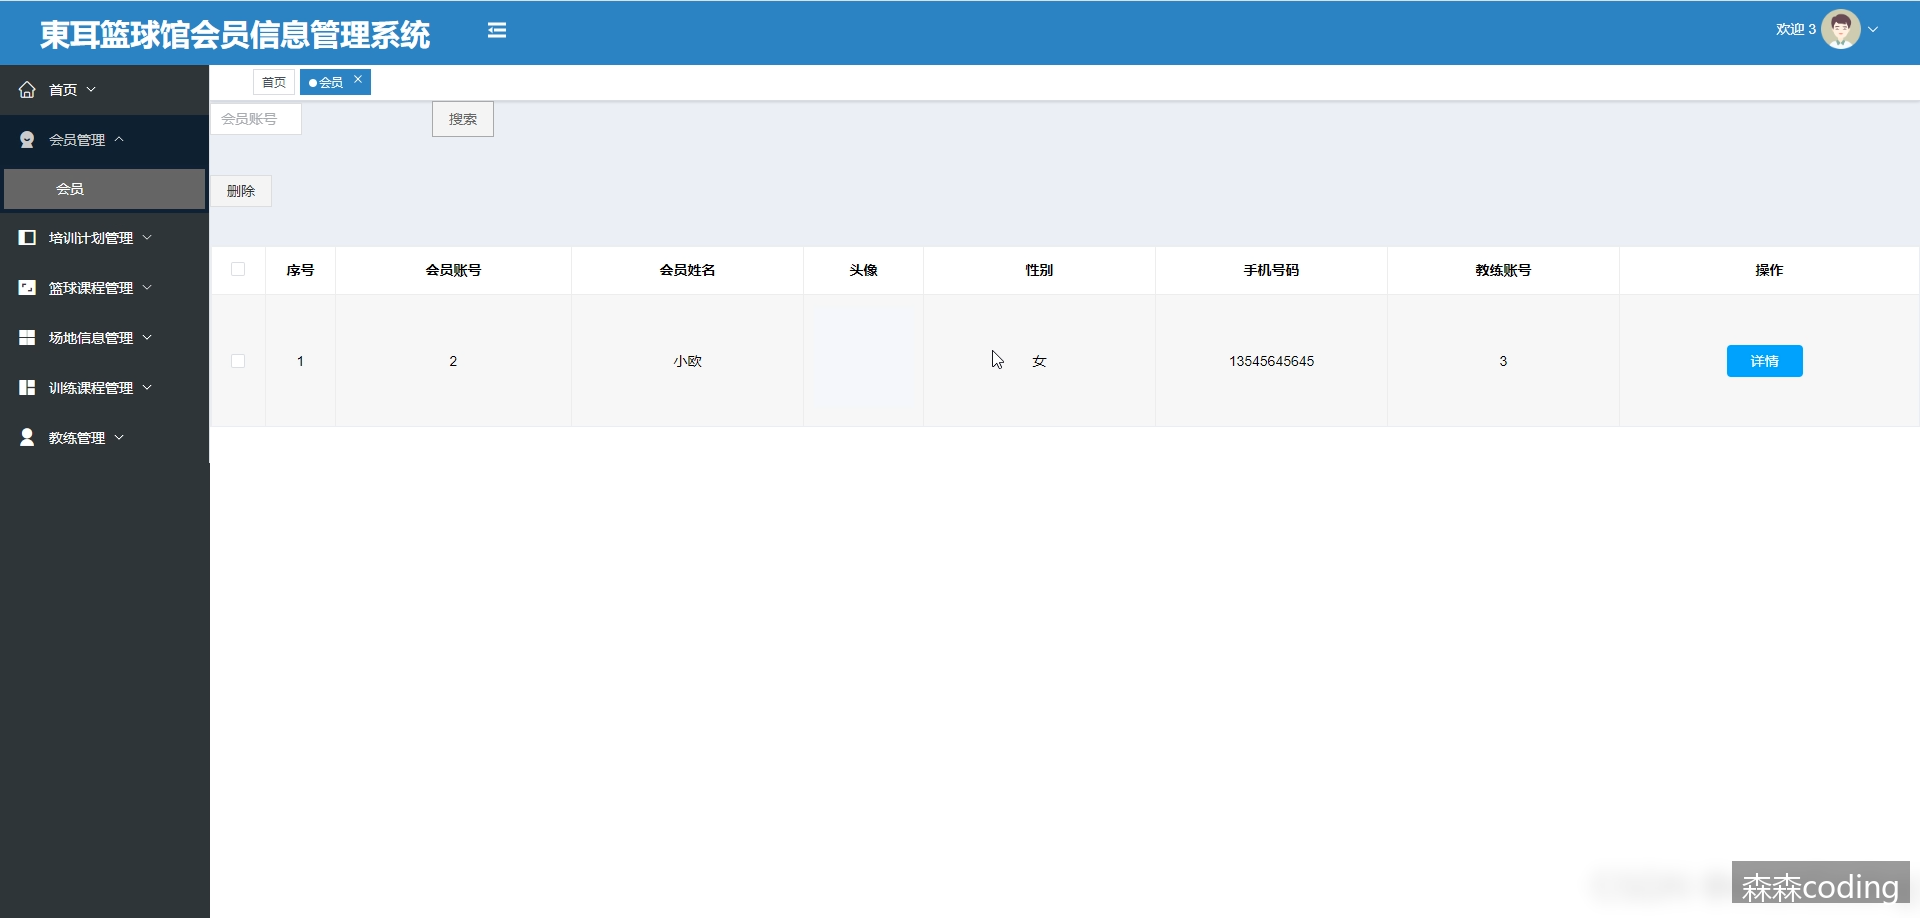 東耳篮球馆会员信息管理系统
欢迎 3
首页
会员管理
会员
培训计划管理
篮球课程管理
场地信息管理
训练课程管理
教练管理
首页 会员
会员账号 搜索
删除
序号 会员账号 会员姓名 头像 性别 手机号码 教练账号 操作
1 2 小欧 女 13545645645 3 详情
森森coding